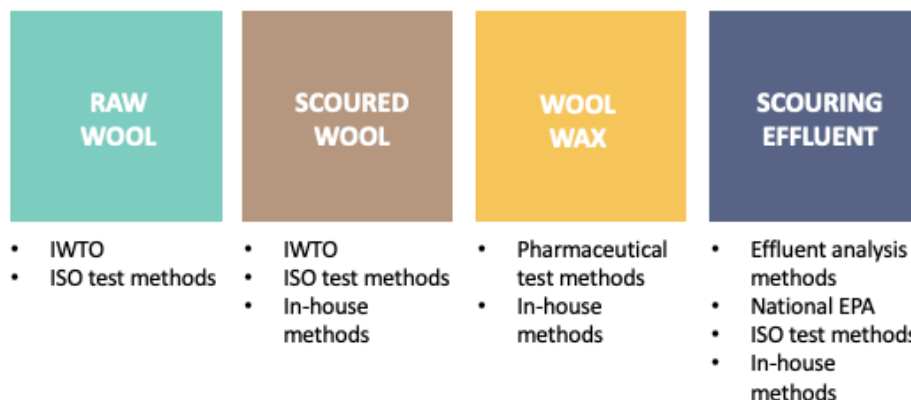 RAW
WOOL
• IWTO
• ISO test methods
SCOURED
WOOL
• IWTO
• ISO test methods
• In-house
methods
WOOL
WAX
• Pharmaceutical
test methods
• In-house
methods
SCOURING
EFFLUENT
• Effluent analysis
methods
• National EPA
• ISO test methods
• In-house
methods